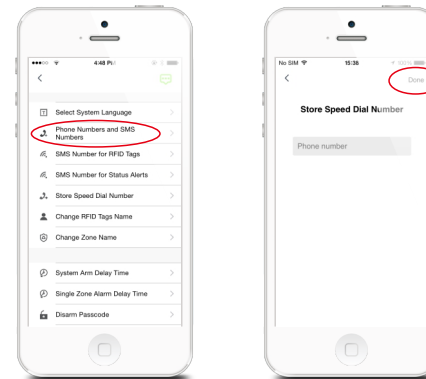 4:48 PM
Select System Language
Phone Numbers and SMS
Numbers
SMS Number for RFID Tags
SMS Number for Status Alerts
Store Speed Dial Number
Change RFID Tags Name
Change Zone Name
System Arm Delay Time
Single Zone Alarm Delay Time
Disarm Passcode
No SIM 15:36 100%
Done
Store Speed Dial Number
Phone number